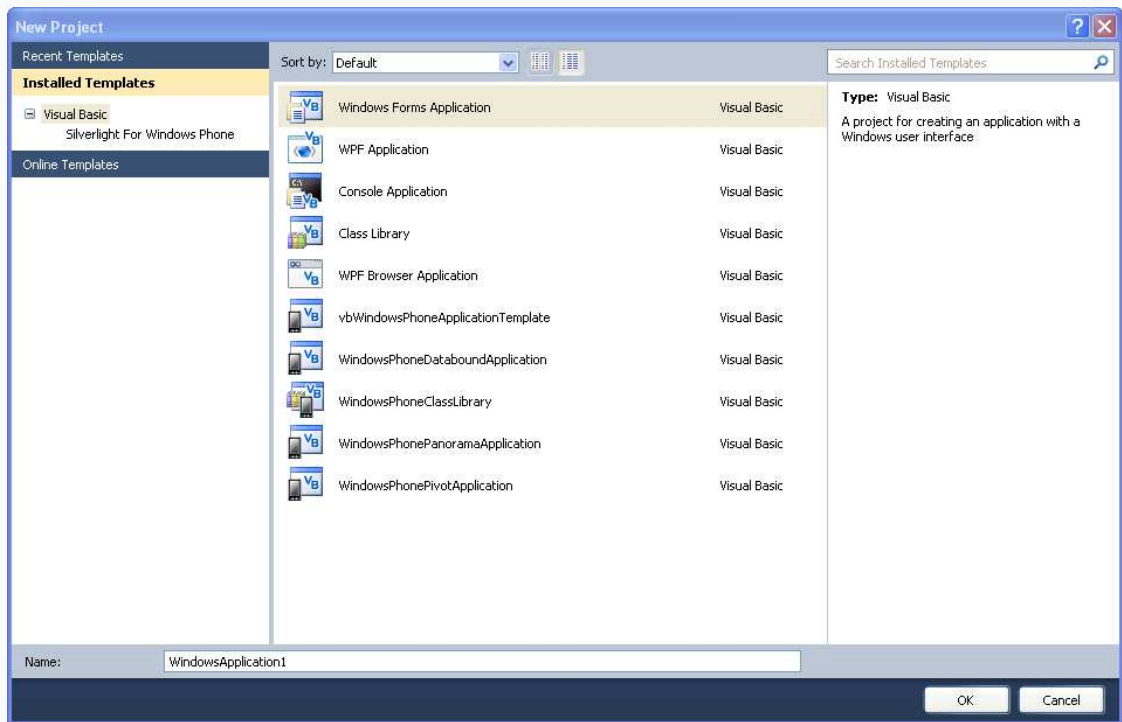 New Project
Recent Templates
Installed Templates
Visual Basic
Silverlight For Windows Phone
Online Templates
Sort by: Default
Windows Forms Application Visual Basic
WPF Application Visual Basic
Console Application Visual Basic
Class Library Visual Basic
WPF Browser Application Visual Basic
vbWindowsPhoneApplicationTemplate Visual Basic
WindowsPhoneDataboundApplication Visual Basic
WindowsPhoneClassLibrary Visual Basic
WindowsPhonePanoramaApplication Visual Basic
WindowsPhonePivotApplication Visual Basic
Search Installed Templates
Type: Visual Basic
A project for creating an application with a
Windows user interface
Name: WindowsApplication1
OK Cancel